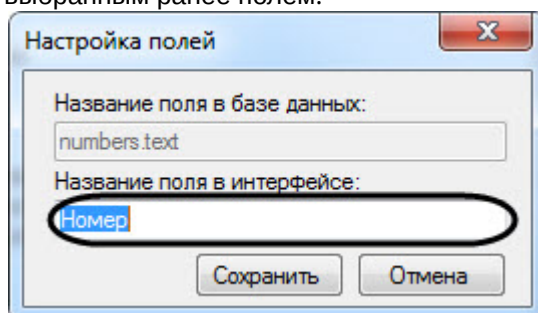 выбранным ранее полем.
Настройка полей
Название поля в базе данных:
numbers.text
Название поля в интерфейсе:
Номер
Сохранить Отмена